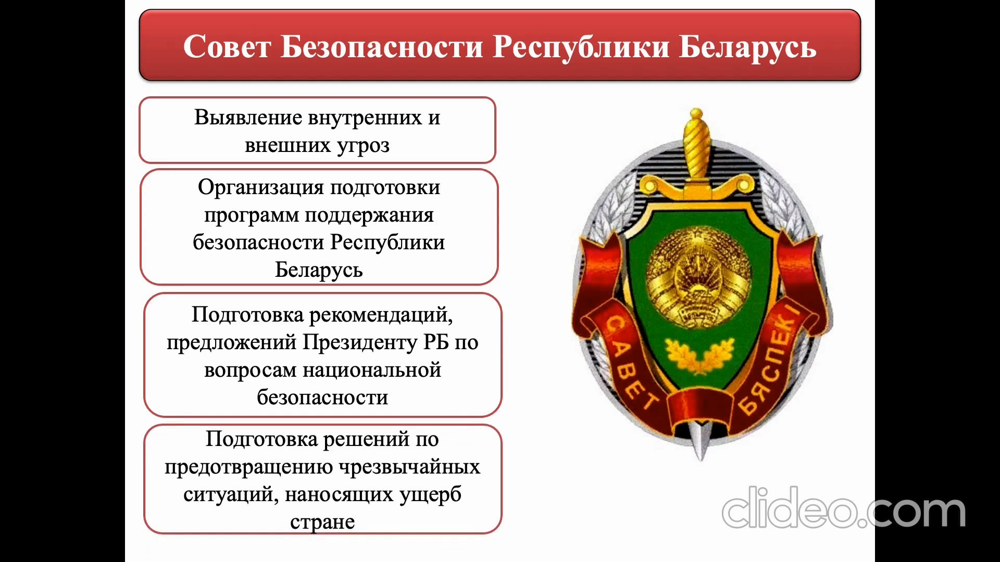 Совет Безопасности Республики Беларусь
Выявление внутренних и
внешних угроз
Организация подготовки
программ поддержания
безопасности Республики
Беларусь
Подготовка рекомендаций,
предложений Президенту РБ по
вопросам национальной
безопасности
Подготовка решений по
предотвращению чрезвычайных
ситуаций, наносящих ущерб
стране
САВЕТ БЯСПЕКІ
clideo.com